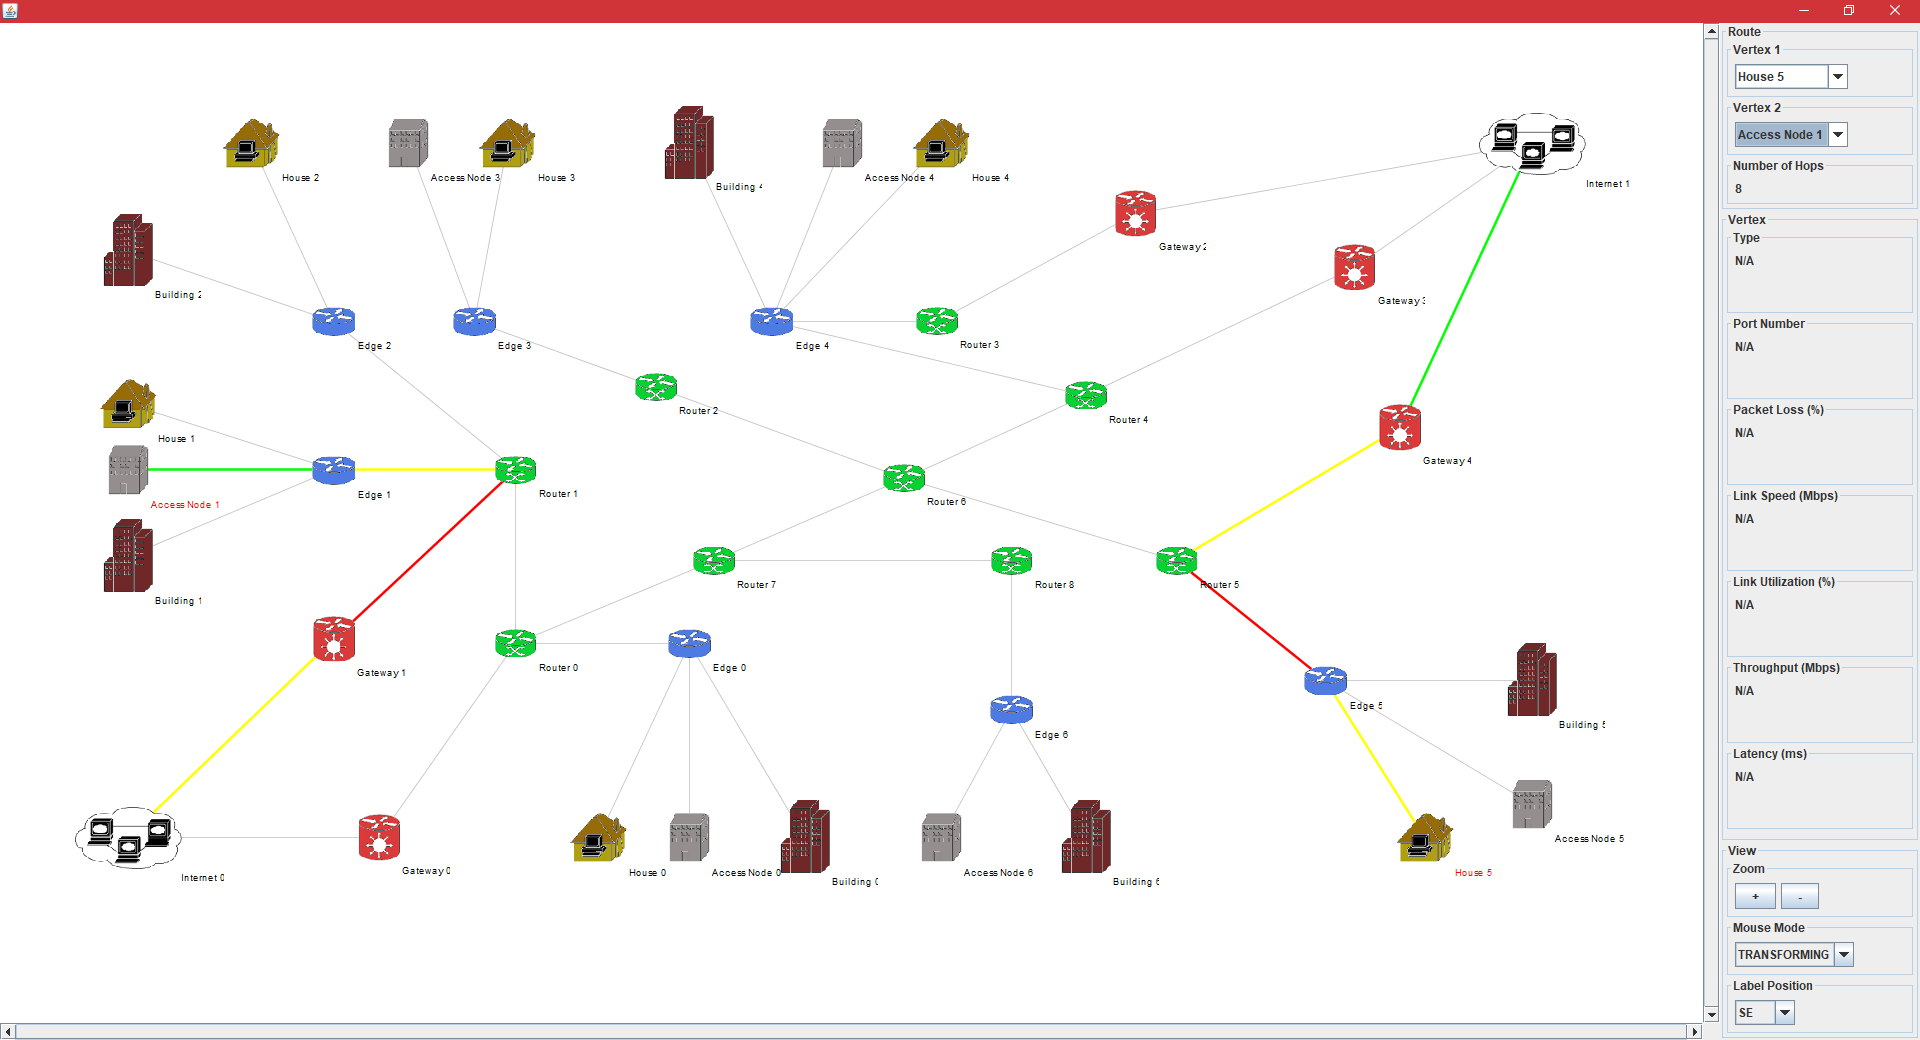 House 2
Access Node 3
House 3
Building 4
Access Node 4
House 4
Internet 1
Gateway 2
Building 2
Gateway 3
Edge 2
Edge 3
Edge 4
Router 3
Router 2
Router 4
House 1
Gateway 4
Edge 1
Router 1
Router 6
Access Node 1
Router 7
Router 8
Router 5
Building 1
Router 0
Edge 0
Gateway 1
Edge 5
Building 5
Edge 6
Access Node 5
Internet 0
Gateway 0
House 0
Access Node 0
Building 0
Access Node 6
Building 6
House 5
Route
Vertex 1
House 5
Vertex 2
Access Node 1
Number of Hops
8
Vertex
Type
N/A
Port Number
N/A
Packet Loss (%)
N/A
Link Speed (Mbps)
N/A
Link Utilization (%)
N/A
Throughput (Mbps)
N/A
Latency (ms)
N/A
View
Zoom
+ -
Mouse Mode
TRANSFORMING
Label Position
SE